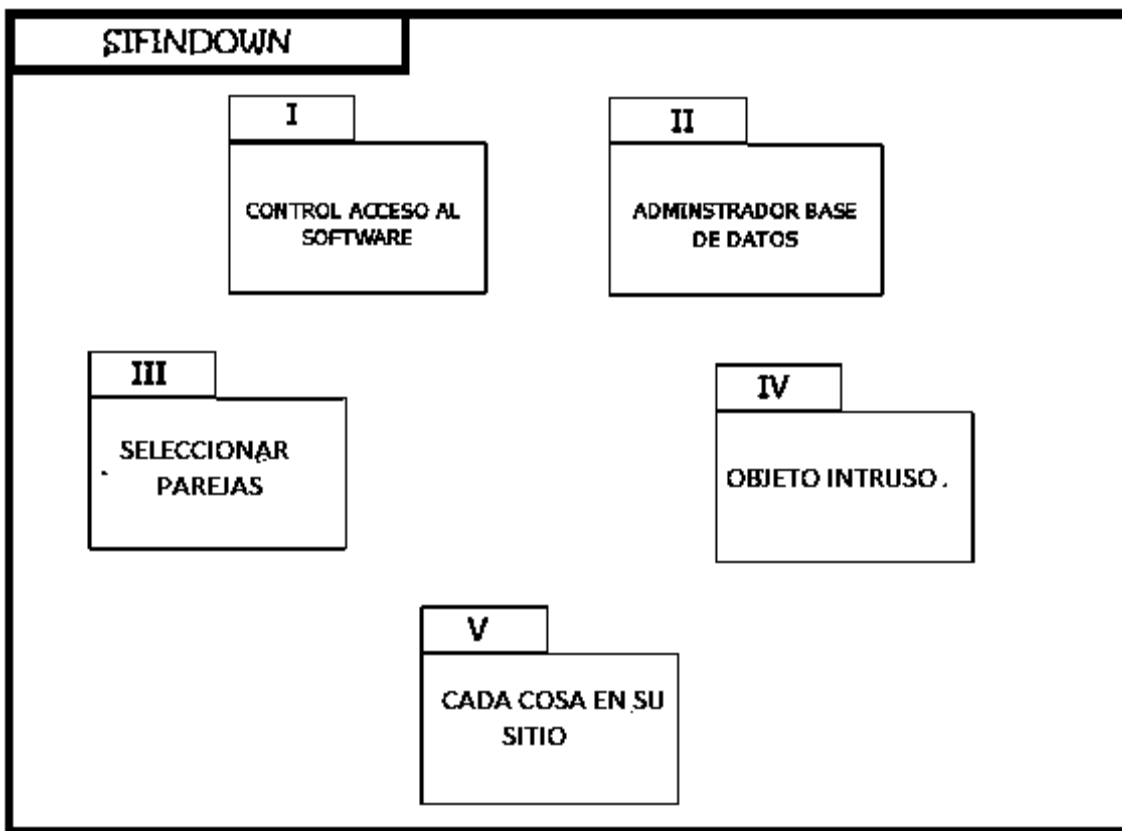 STFINDOWN
I
CONTROL ACCESO AL
SOFTWARE
II
ADMINSTRADOR BASE
DE DATOS
III
SELECCIONAR
PAREJAS
IV
OBJETO INTRUSO .
V
CADA COSA EN SU
SITIO